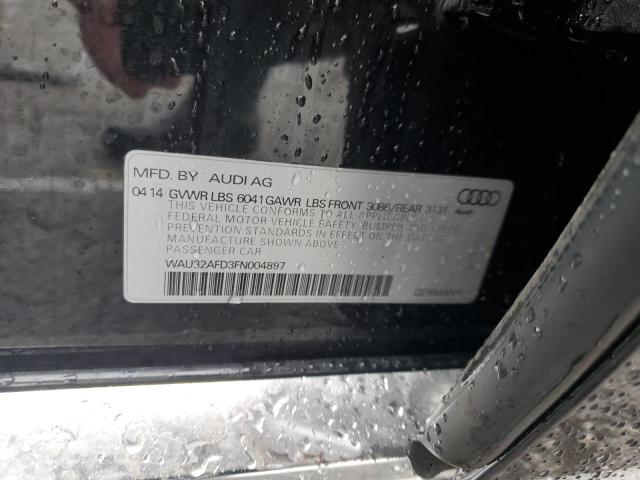 MFD. BY AUDI AG
04 14 GVWR LBS 6041 GAWR LBS FRONT 3086/REAR 3131
THIS VEHICLE CONFORMS TO ALL APPLICABLE
FEDERAL MOTOR VEHICLE SAFETY, BUMPER AND THEFT
PREVENTION STANDARDS IN EFFECT ON THE DATE OF
MANUFACTURE SHOWN ABOVE
PASSENGER CAR
WAU32AFD3FN004897
Audi
GERMANY